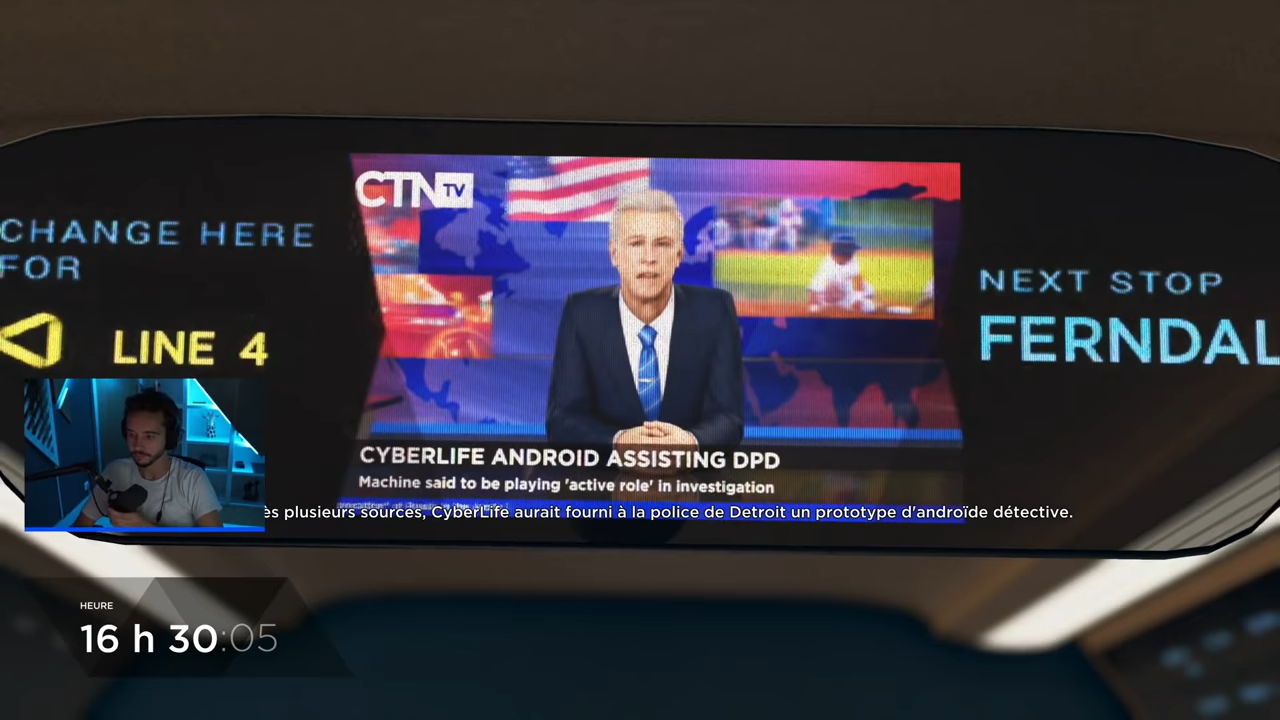 CTN TV
CHANGE HERE
FOR
LINE 4
NEXT STOP
FERNDAL
CYBERLIFE ANDROID ASSISTING DPD
Machine said to be playing 'active role' in investigation
ès plusieurs sources, CyberLife aurait fourni à la police de Detroit un prototype d'androïde détective.
HEURE
16 h 30:05